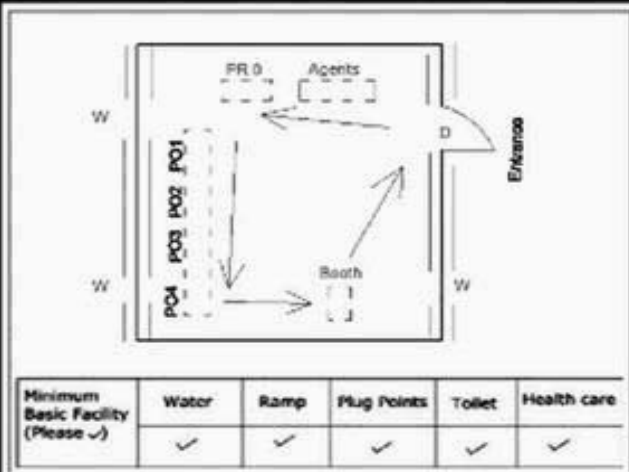 PR 0 Agents
W
D
Entrance
PO1
PO2
PO3
PO4
Booth
W
W
Minimum Basic Facility (Please ✓) Water Ramp Plug Points Toilet Health care
✓ ✓ ✓ ✓ ✓